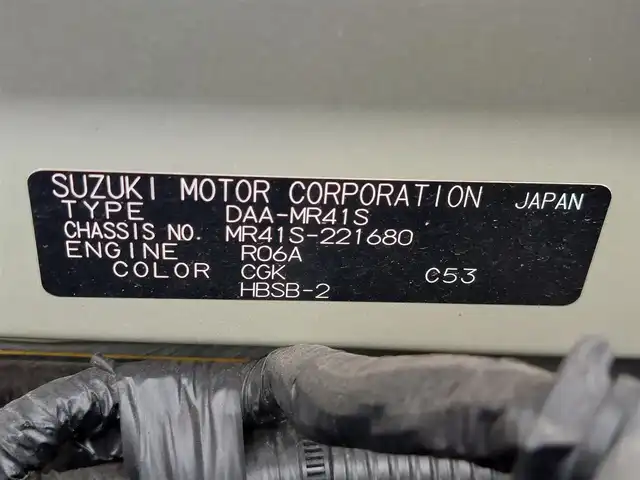 SUZUKI MOTOR CORPORATION JAPAN
TYPE DAA-MR41S
CHASSIS NO. MR41S-221680
ENGINE R06A
COLOR CGK C53
HBSB-2